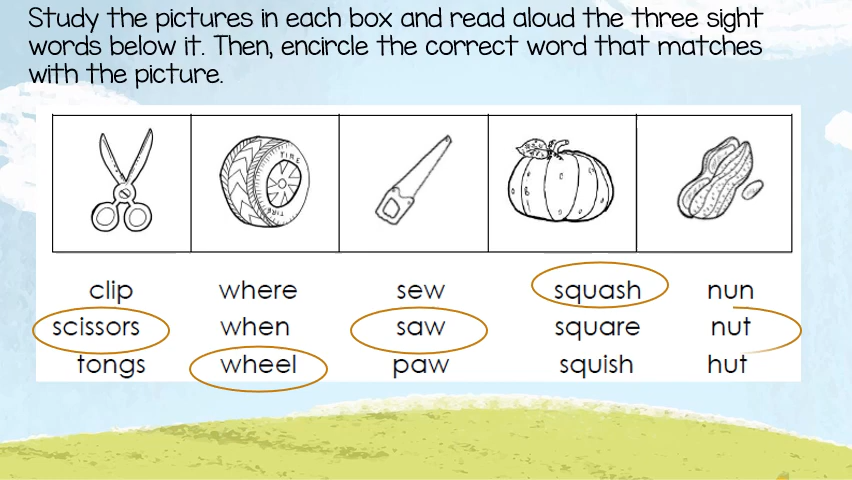 Study the pictures in each box and read aloud the three sight
words below it. Then, encircle the correct word that matches
with the picture.
TIRE
TIRE
clip where sew squash nun
scissors when saw square nut
tongs wheel paw squish hut